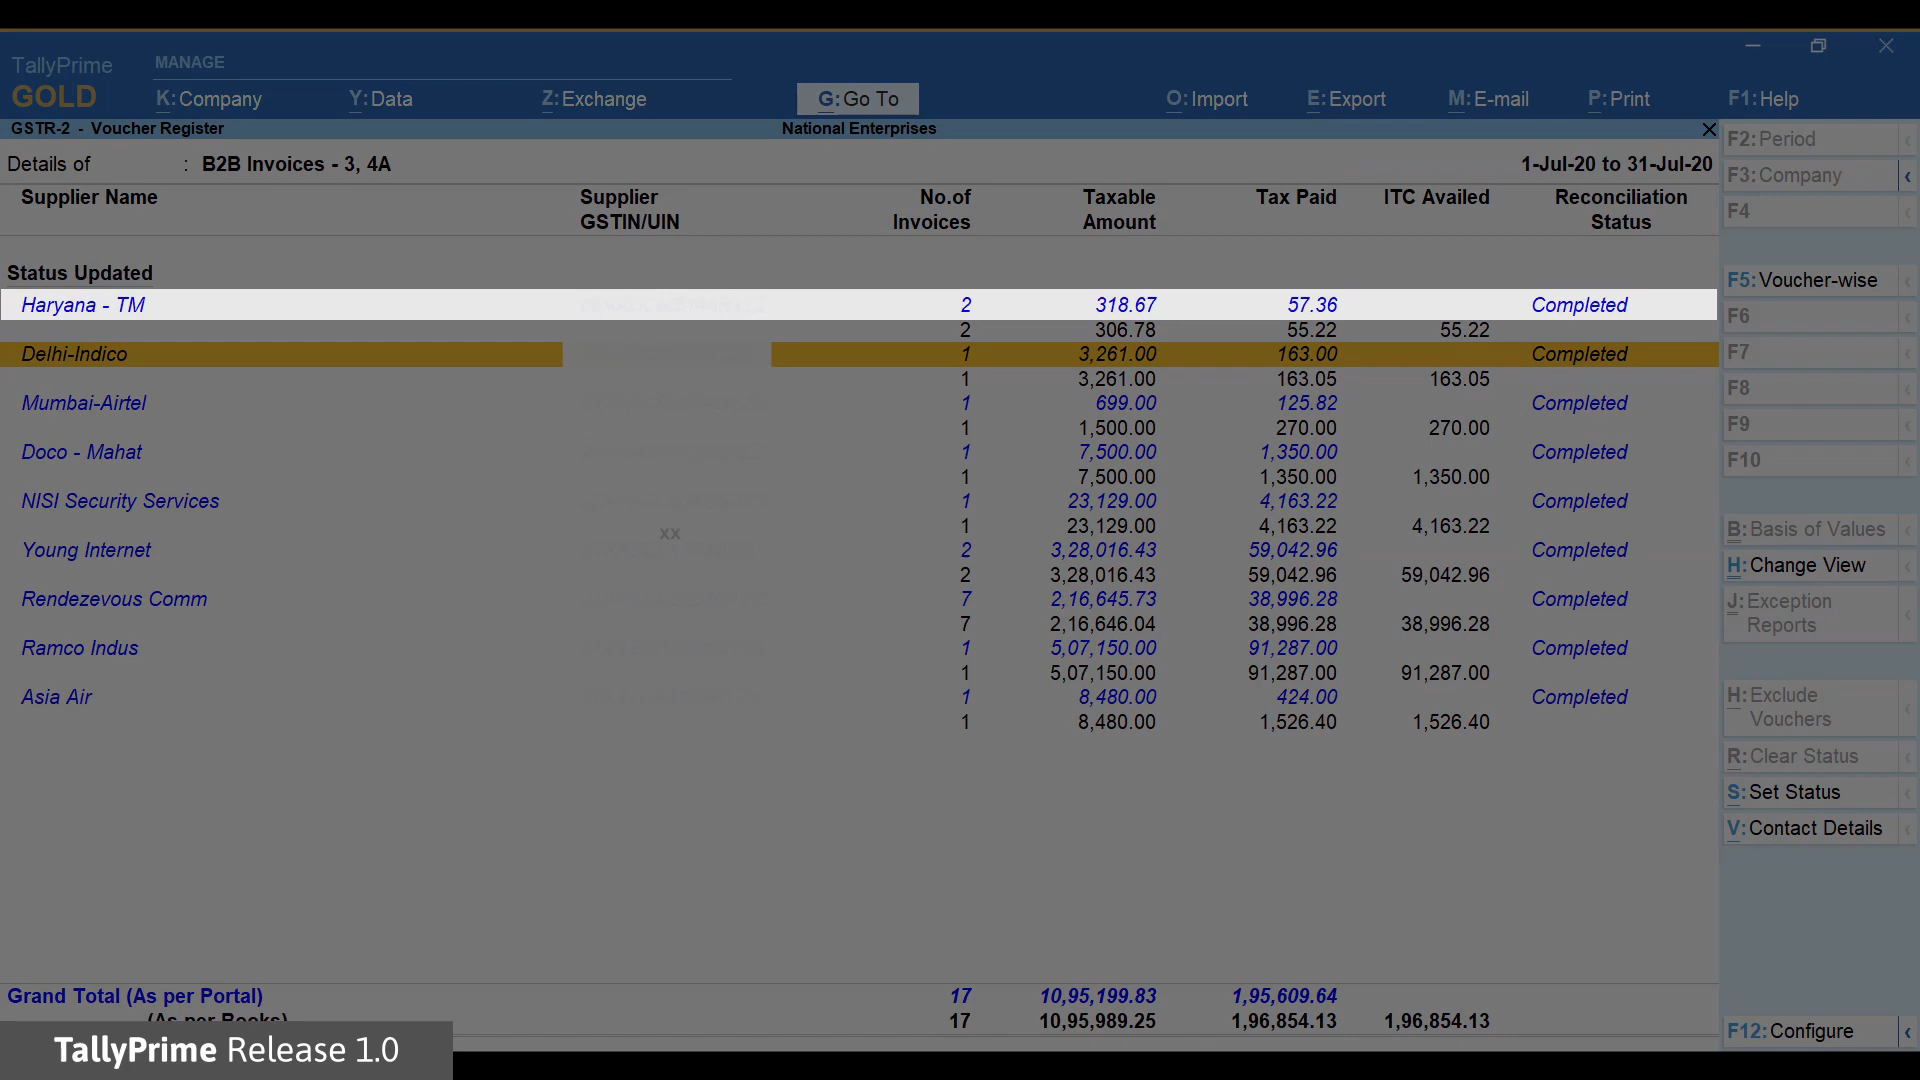 TallyPrime
GOLD
MANAGE
K:Company
Y:Data
Z:Exchange
G:Go To
O:Import
E:Export
M:E-mail
P:Print
F1:Help
GSTR-2 - Voucher Register
National Enterprises
Details of : B2B Invoices - 3, 4A 1-Jul-20 to 31-Jul-20
Supplier Name Supplier No.of Taxable Tax Paid ITC Availed Reconciliation
GSTIN/UIN Invoices Amount Status
Status Updated
Haryana - TM 2 318.67 57.36 Completed
2 306.78 55.22 55.22
Delhi-Indico 1 3,261.00 163.00 Completed
1 3,261.00 163.05 163.05
Mumbai-Airtel 1 699.00 125.82 Completed
1 1,500.00 270.00 270.00
Doco - Mahat 1 7,500.00 1,350.00 Completed
1 7,500.00 1,350.00 1,350.00
NISI Security Services 1 23,129.00 4,163.22 Completed
xx 1 23,129.00 4,163.22 4,163.22
Young Internet 2 3,28,016.43 59,042.96 Completed
2 3,28,016.43 59,042.96 59,042.96
Rendezevous Comm 7 2,16,645.73 38,996.28 Completed
7 2,16,646.04 38,996.28 38,996.28
Ramco Indus 1 5,07,150.00 91,287.00 Completed
1 5,07,150.00 91,287.00 91,287.00
Asia Air 1 8,480.00 424.00 Completed
1 8,480.00 1,526.40 1,526.40
Grand Total (As per Portal) 17 10,95,199.83 1,95,609.64
(As per Books) 17 10,95,989.25 1,96,854.13 1,96,854.13
F2:Period
F3:Company
F4
F5:Voucher-wise
F6
F7
F8
F9
F10
B:Basis of Values
H:Change View
J:Exception
Reports
H:Exclude
Vouchers
R:Clear Status
S:Set Status
V:Contact Details
F12:Configure
TallyPrime Release 1.0